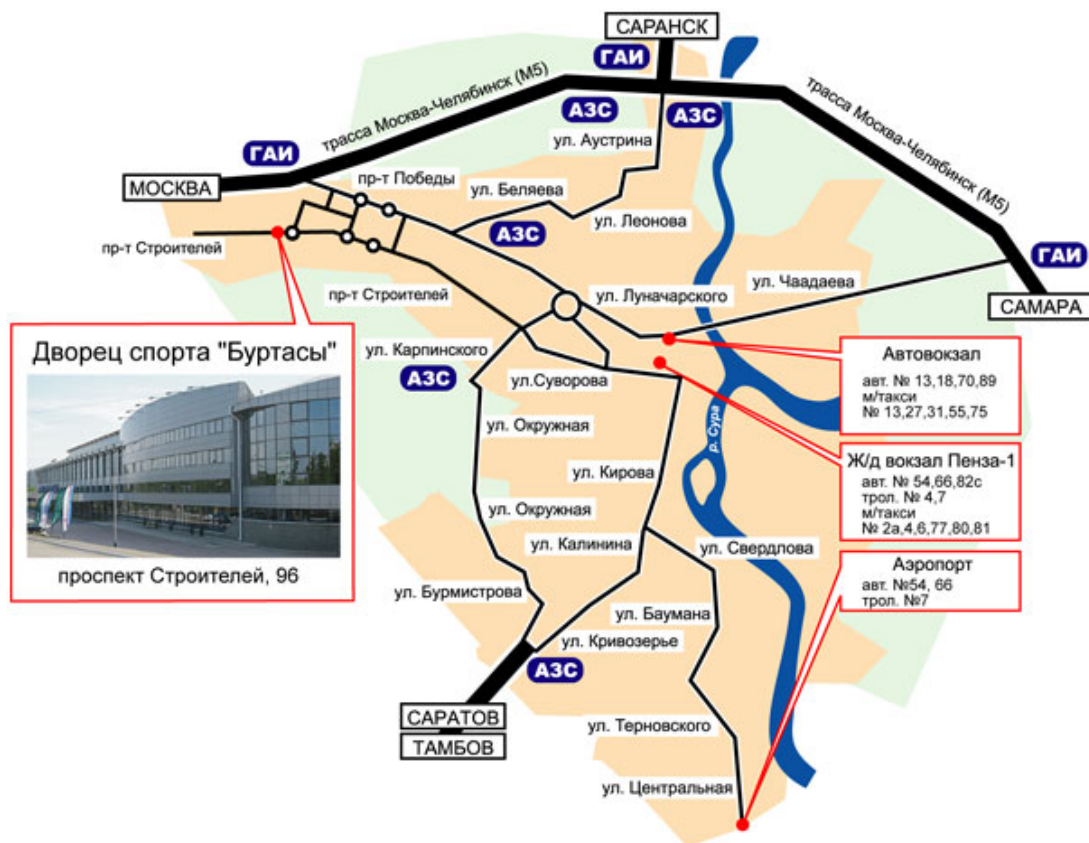 САРАНСК
ГАИ
трасса Москва-Челябинск (М5)
трасса Москва-Челябинск (М5)
АЗС
АЗС
ул. Аустрина
ГАИ
МОСКВА
пр-т Победы
ул. Беляева
ул. Леонова
АЗС
пр-т Строителей
ГАИ
ул. Чаадаева
пр-т Строителей
ул. Луначарского
САМАРА
Дворец спорта "Буртасы"
проспект Строителей, 96
ул. Карпинского
АЗС
ул.Суворова
Автовокзал
авт. № 13,18,70,89
м/такси
№ 13,27,31,55,75
р. Сура
ул. Окружная
ул. Кирова
Ж/д вокзал Пенза-1
авт. № 54,66,82с
трол. № 4,7
м/такси
№ 2а,4,6,77,80,81
ул. Окружная
ул. Калинина
ул. Свердлова
Аэропорт
авт. №54, 66
трол. №7
ул. Бурмистрова
ул. Баумана
ул. Кривозерье
АЗС
САРАТОВ
ТАМБОВ
ул. Терновского
ул. Центральная